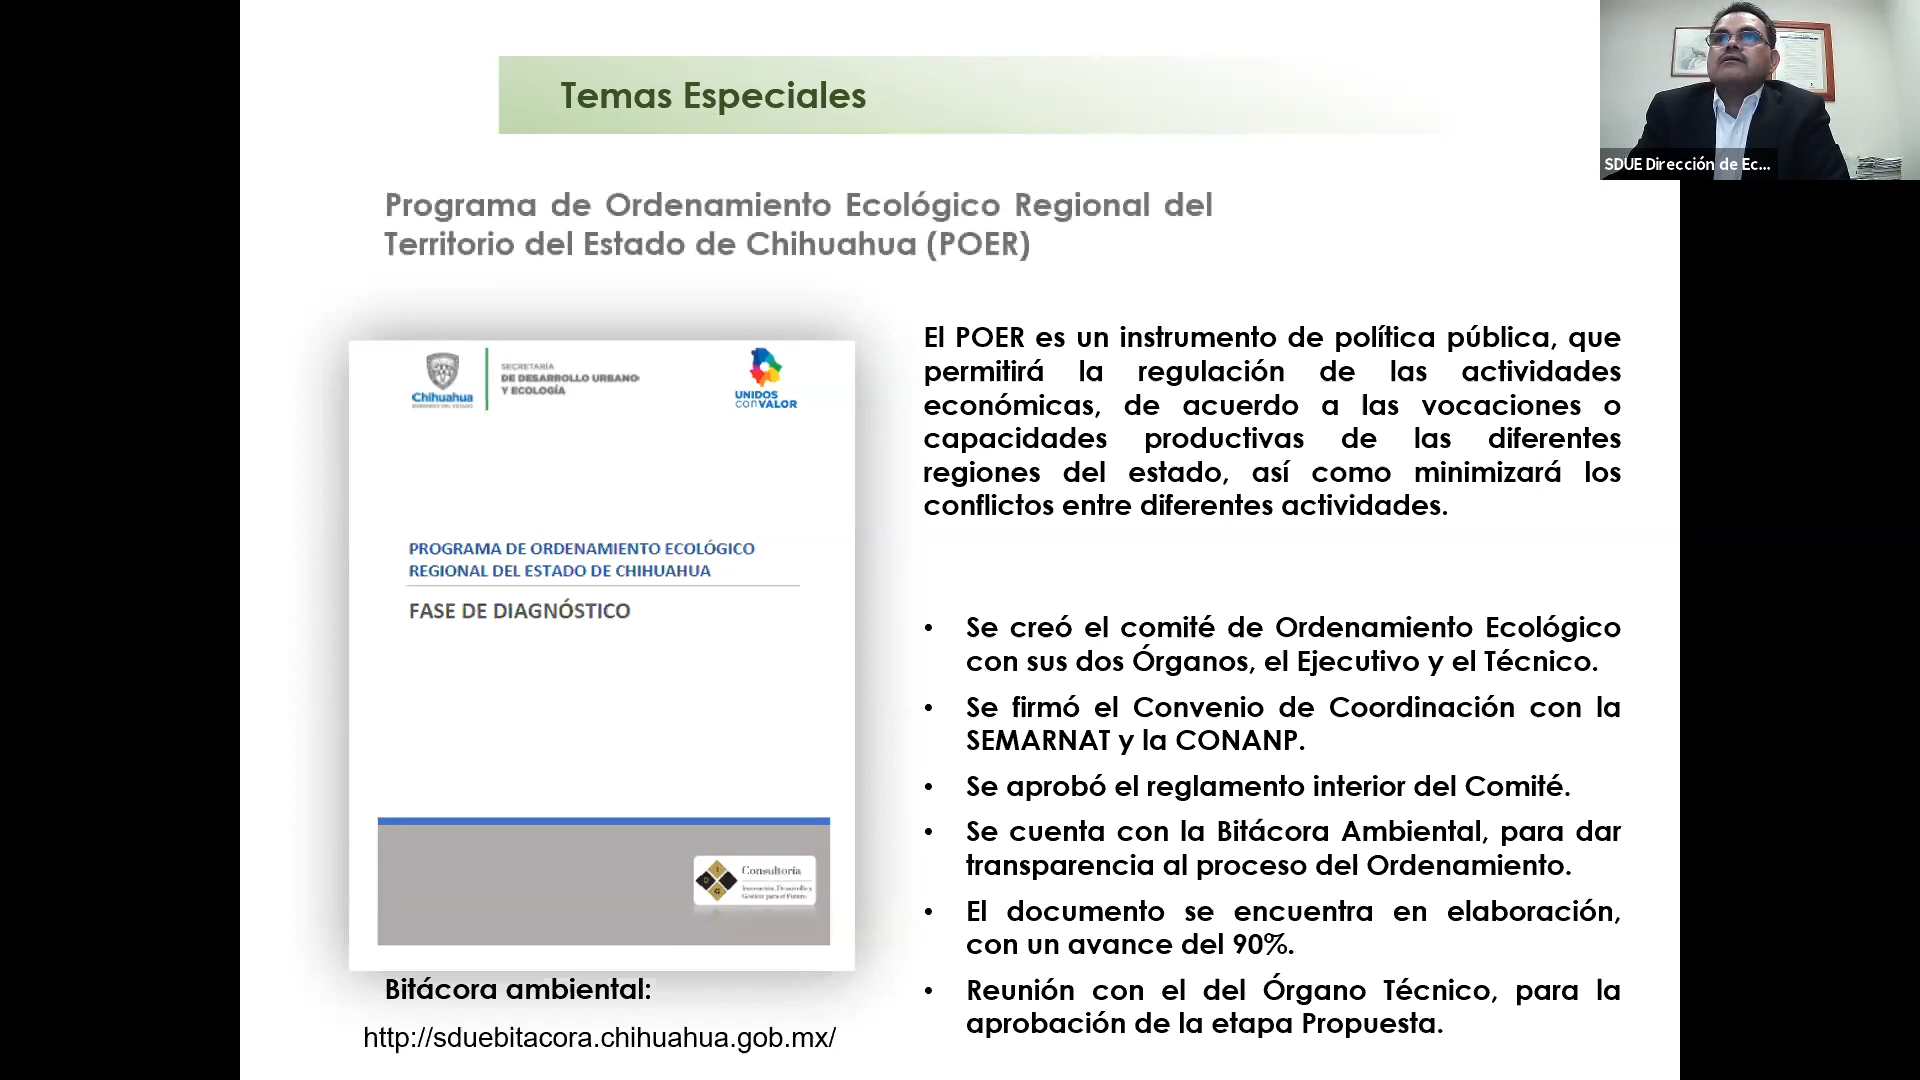 Temas Especiales
SDUE Dirección de Ec...
Programa de Ordenamiento Ecológico Regional del
Territorio del Estado de Chihuahua (POER)
Chihuahua
SECRETARÍA
DE DESARROLLO URBANO
Y ECOLOGÍA
UNIDOS
conVALOR
PROGRAMA DE ORDENAMIENTO ECOLÓGICO
REGIONAL DEL ESTADO DE CHIHUAHUA
FASE DE DIAGNÓSTICO
Consultoría
Bitácora ambiental:
http://sduebitacora.chihuahua.gob.mx/
El POER es un instrumento de política pública, que
permitirá la regulación de las actividades
económicas, de acuerdo a las vocaciones o
capacidades productivas de las diferentes
regiones del estado, así como minimizará los
conflictos entre diferentes actividades.
• Se creó el comité de Ordenamiento Ecológico
con sus dos Órganos, el Ejecutivo y el Técnico.
• Se firmó el Convenio de Coordinación con la
SEMARNAT y la CONANP.
• Se aprobó el reglamento interior del Comité.
• Se cuenta con la Bitácora Ambiental, para dar
transparencia al proceso del Ordenamiento.
• El documento se encuentra en elaboración,
con un avance del 90%.
• Reunión con el del Órgano Técnico, para la
aprobación de la etapa Propuesta.